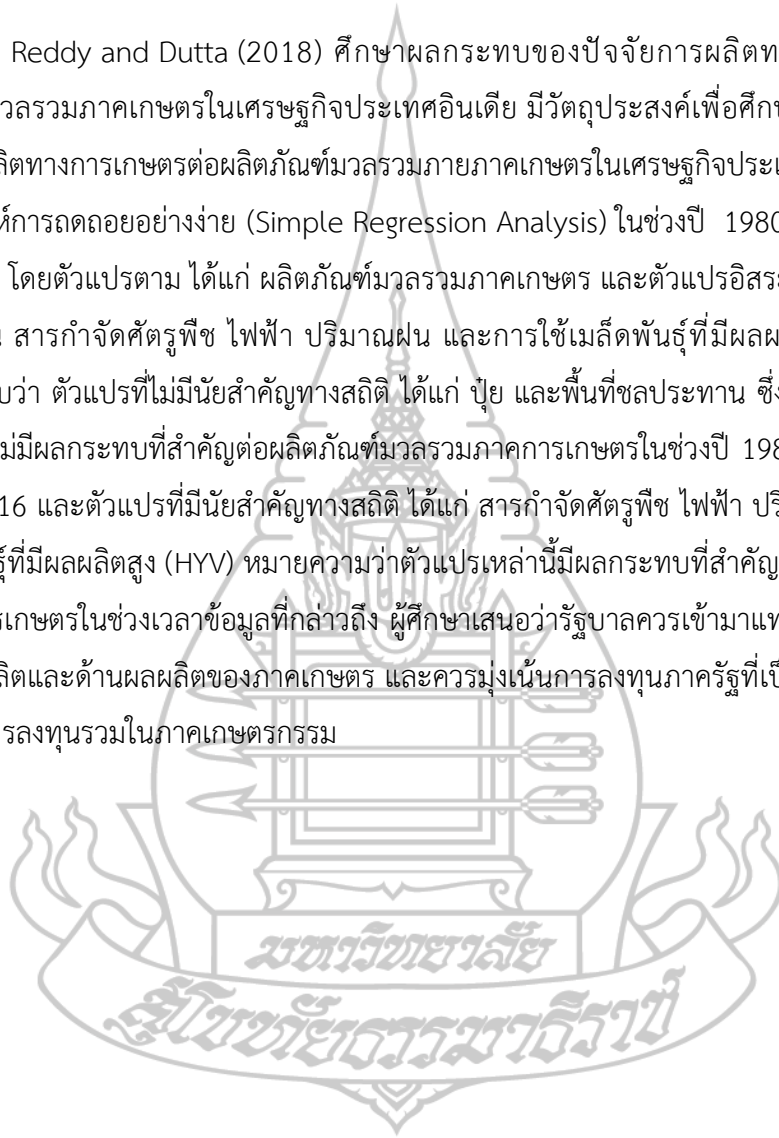 Reddy and Dutta (2018) ศึกษาผลกระทบของปัจจัยการผลิตท
วลรวมภาคเกษตรในเศรษฐกิจประเทศอินเดีย มีวัตถุประสงค์เพื่อศึก
ลิตทางการเกษตรต่อผลิตภัณฑ์มวลรวมภายภาคเกษตรในเศรษฐกิจประเ
ห์การถดถอยอย่างง่าย (Simple Regression Analysis) ในช่วงปี 1980
โดยตัวแปรตาม ได้แก่ ผลิตภัณฑ์มวลรวมภาคเกษตร และตัวแปรอิสระ
สารกำจัดศัตรูพืช ไฟฟ้า ปริมาณฝน และการใช้เมล็ดพันธุ์ที่มีผลผ
บว่า ตัวแปรที่ไม่มีนัยสำคัญทางสถิติ ได้แก่ ปุ๋ย และพื้นที่ชลประทาน ซึ่ง
ม่มีผลกระทบที่สำคัญต่อผลิตภัณฑ์มวลรวมภาคการเกษตรในช่วงปี 198
16 และตัวแปรที่มีนัยสำคัญทางสถิติ ได้แก่ สารกำจัดศัตรูพืช ไฟฟ้า ปริ
ธุ์ที่มีผลผลิตสูง (HYV) หมายความว่าตัวแปรเหล่านี้มีผลกระทบที่สำคัญ
รเกษตรในช่วงเวลาข้อมูลที่กล่าวถึง ผู้ศึกษาเสนอว่ารัฐบาลควรเข้ามาแท
ลิตและด้านผลผลิตของภาคเกษตร และควรมุ่งเน้นการลงทุนภาครัฐที่เป็
รลงทุนรวมในภาคเกษตรกรรม
มหาวิทยาลัย
สุโขทัยธรรมาธิราช